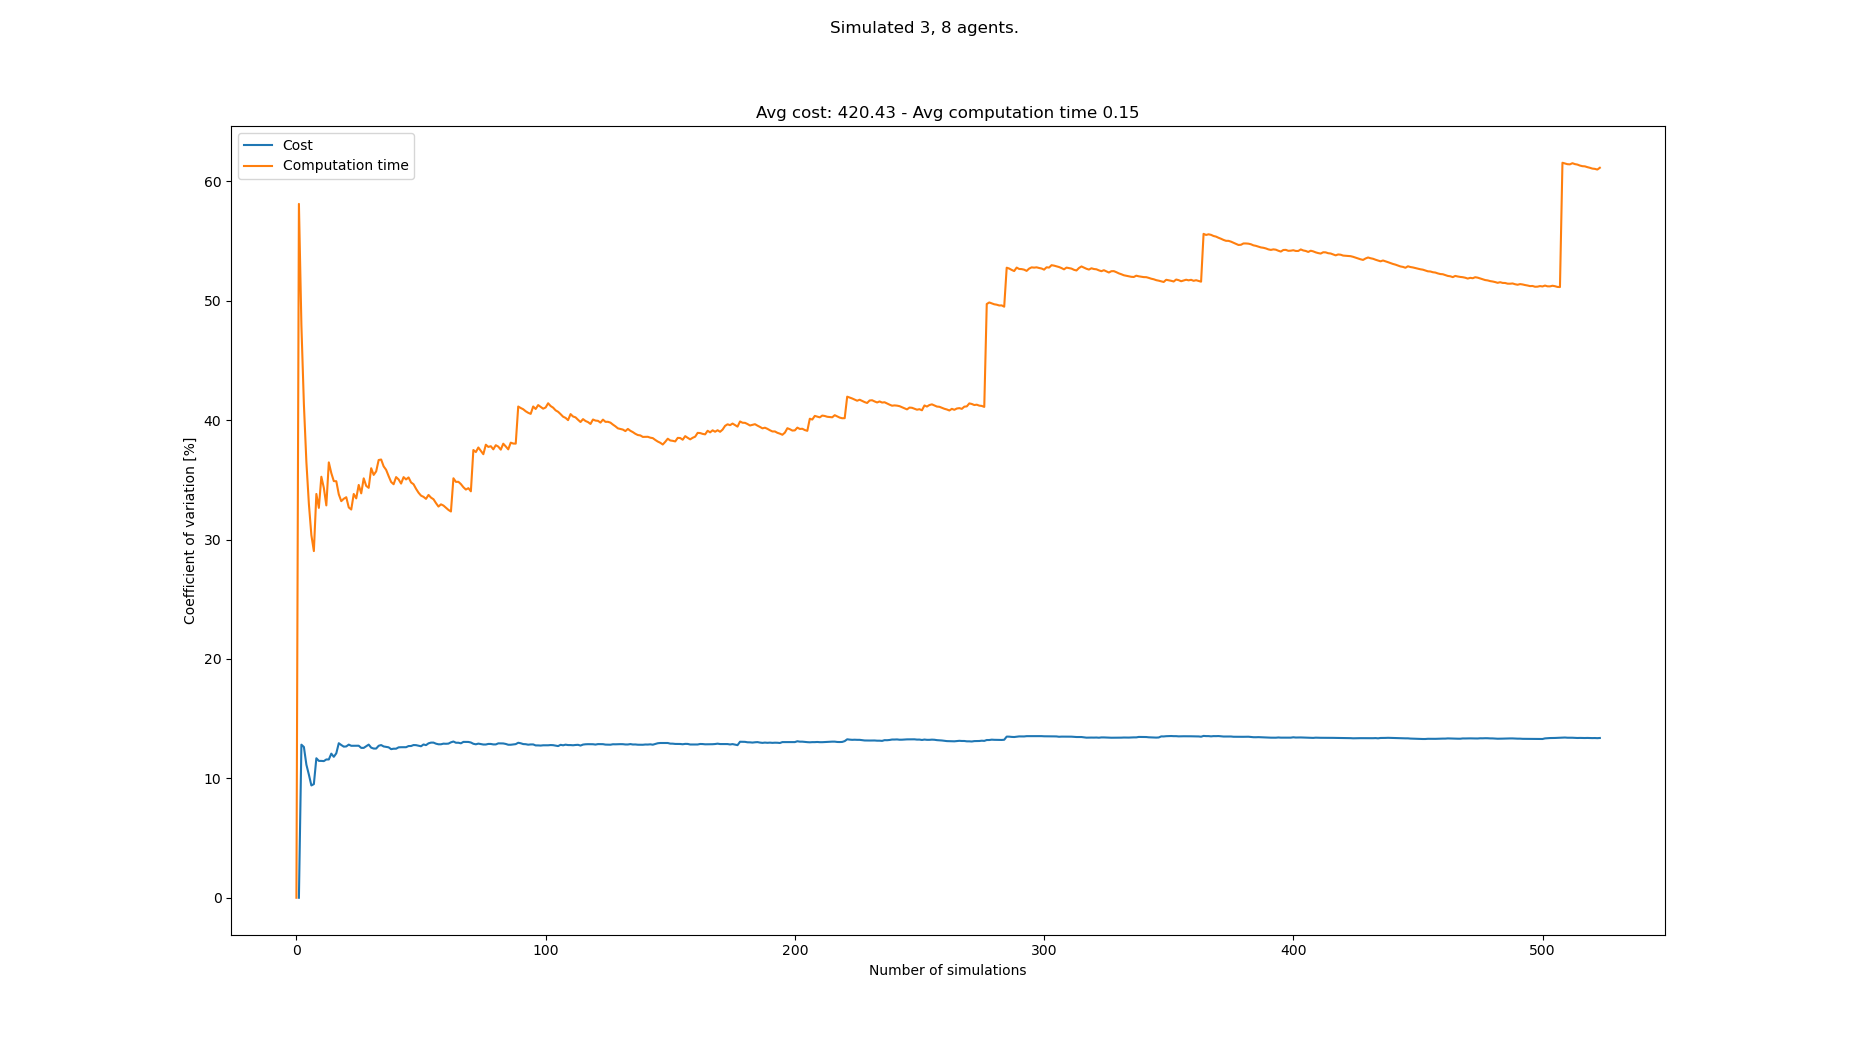 Simulated 3, 8 agents.
Avg cost: 420.43 - Avg computation time 0.15
Cost
Computation time
60
50
40
30
20
10
0
Coefficient of variation [%]
0 100 200 300 400 500
Number of simulations